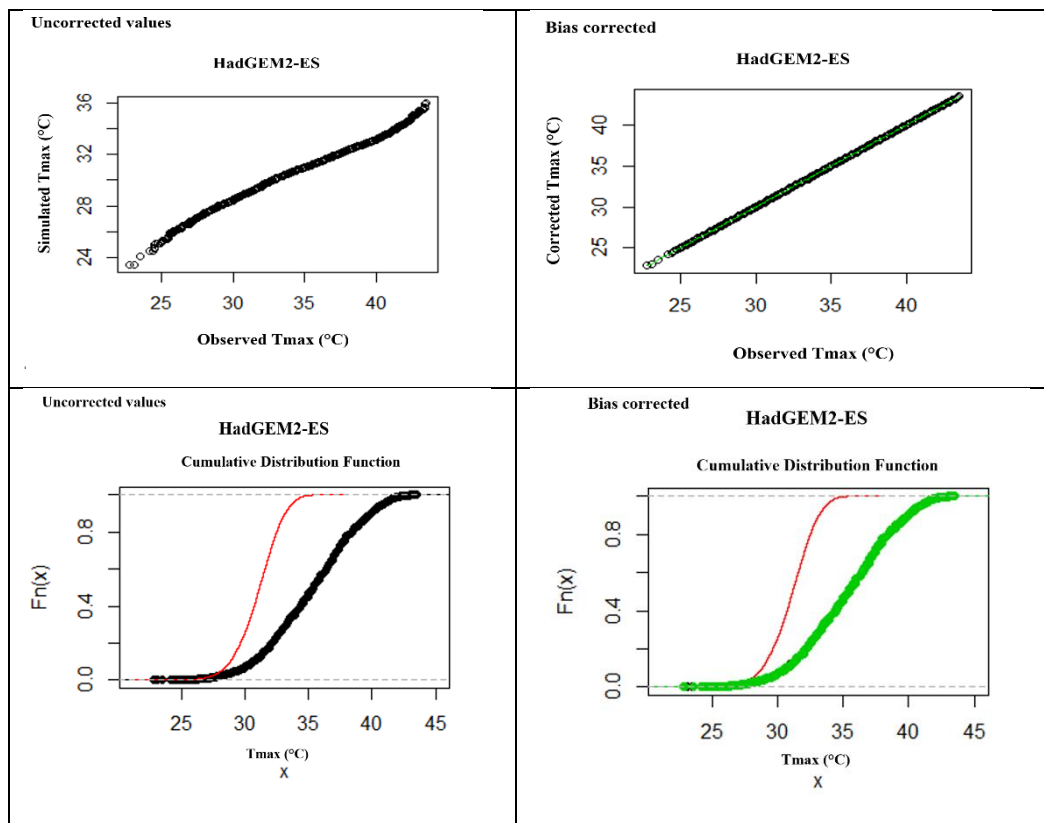 Uncorrected values
HadGEM2-ES
Simulated Tmax (°C)
36
32
28
24
25 30 35 40
Observed Tmax (°C)
Bias corrected
HadGEM2-ES
Corrected Tmax (°C)
40
35
30
25
25 30 35 40
Observed Tmax (°C)
Uncorrected values
HadGEM2-ES
Cumulative Distribution Function
Fn(x)
0.8
0.4
0.0
25 30 35 40 45
Tmax (°C)
X
Bias corrected
HadGEM2-ES
Cumulative Distribution Function
Fn(x)
0.8
0.4
0.0
25 30 35 40 45
Tmax (°C)
X